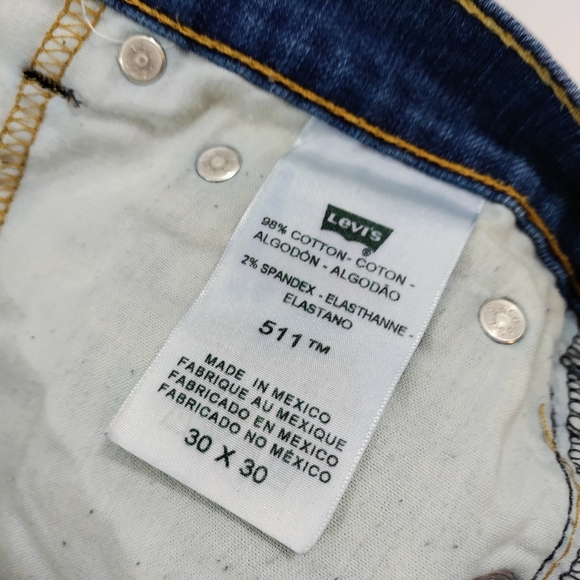 Levi's
®
98% COTTON- COTON -
ALGODÓN - ALGODÃO
2% SPANDEX - ELASTHANNE -
ELASTANO
511™
MADE IN MEXICO
FABRIQUE AU MEXIQUE
FABRICADO EN MEXICO
FABRICADO NO MÉXICO
30 X 30